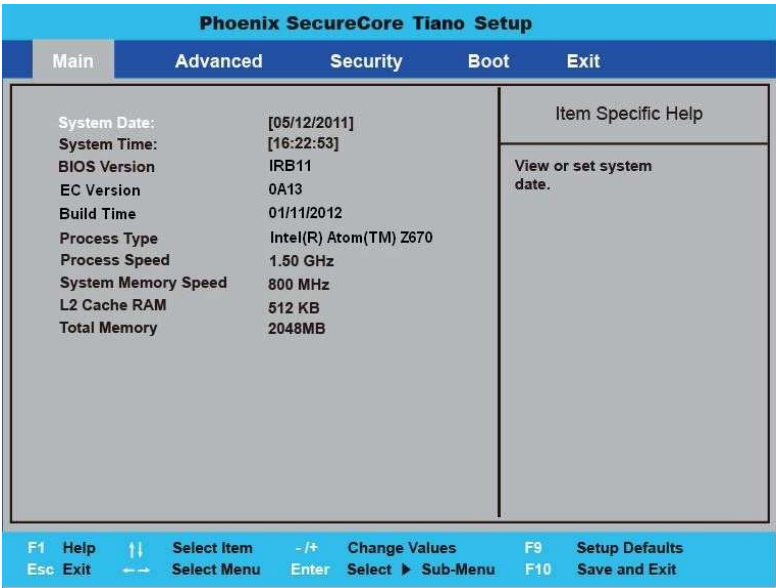 Phoenix SecureCore Tiano Setup
Main Advanced Security Boot Exit
System Date: [05/12/2011]
System Time: [16:22:53]
BIOS Version IRB11
EC Version 0A13
Build Time 01/11/2012
Process Type Intel(R) Atom(TM) Z670
Process Speed 1.50 GHz
System Memory Speed 800 MHz
L2 Cache RAM 512 KB
Total Memory 2048MB
Item Specific Help
View or set system
date.
F1 Help ↑↓ Select Item - /+ Change Values F9 Setup Defaults
Esc Exit ←→ Select Menu Enter Select ▶ Sub-Menu F10 Save and Exit